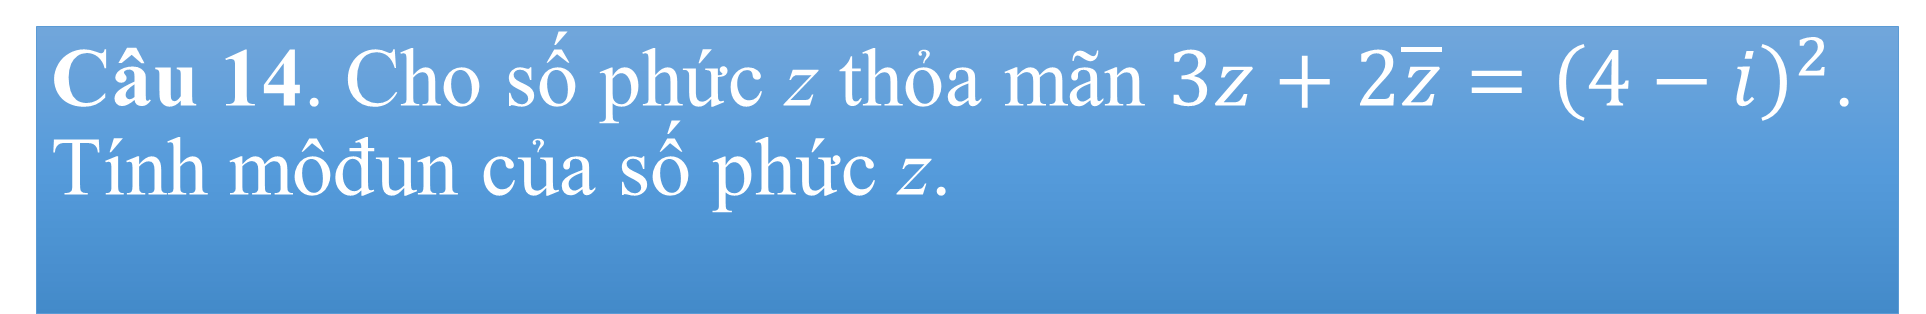 Câu 14. Cho số phức z thỏa mãn 3z + 2z̅ = (4 − i)².
Tính môđun của số phức z.